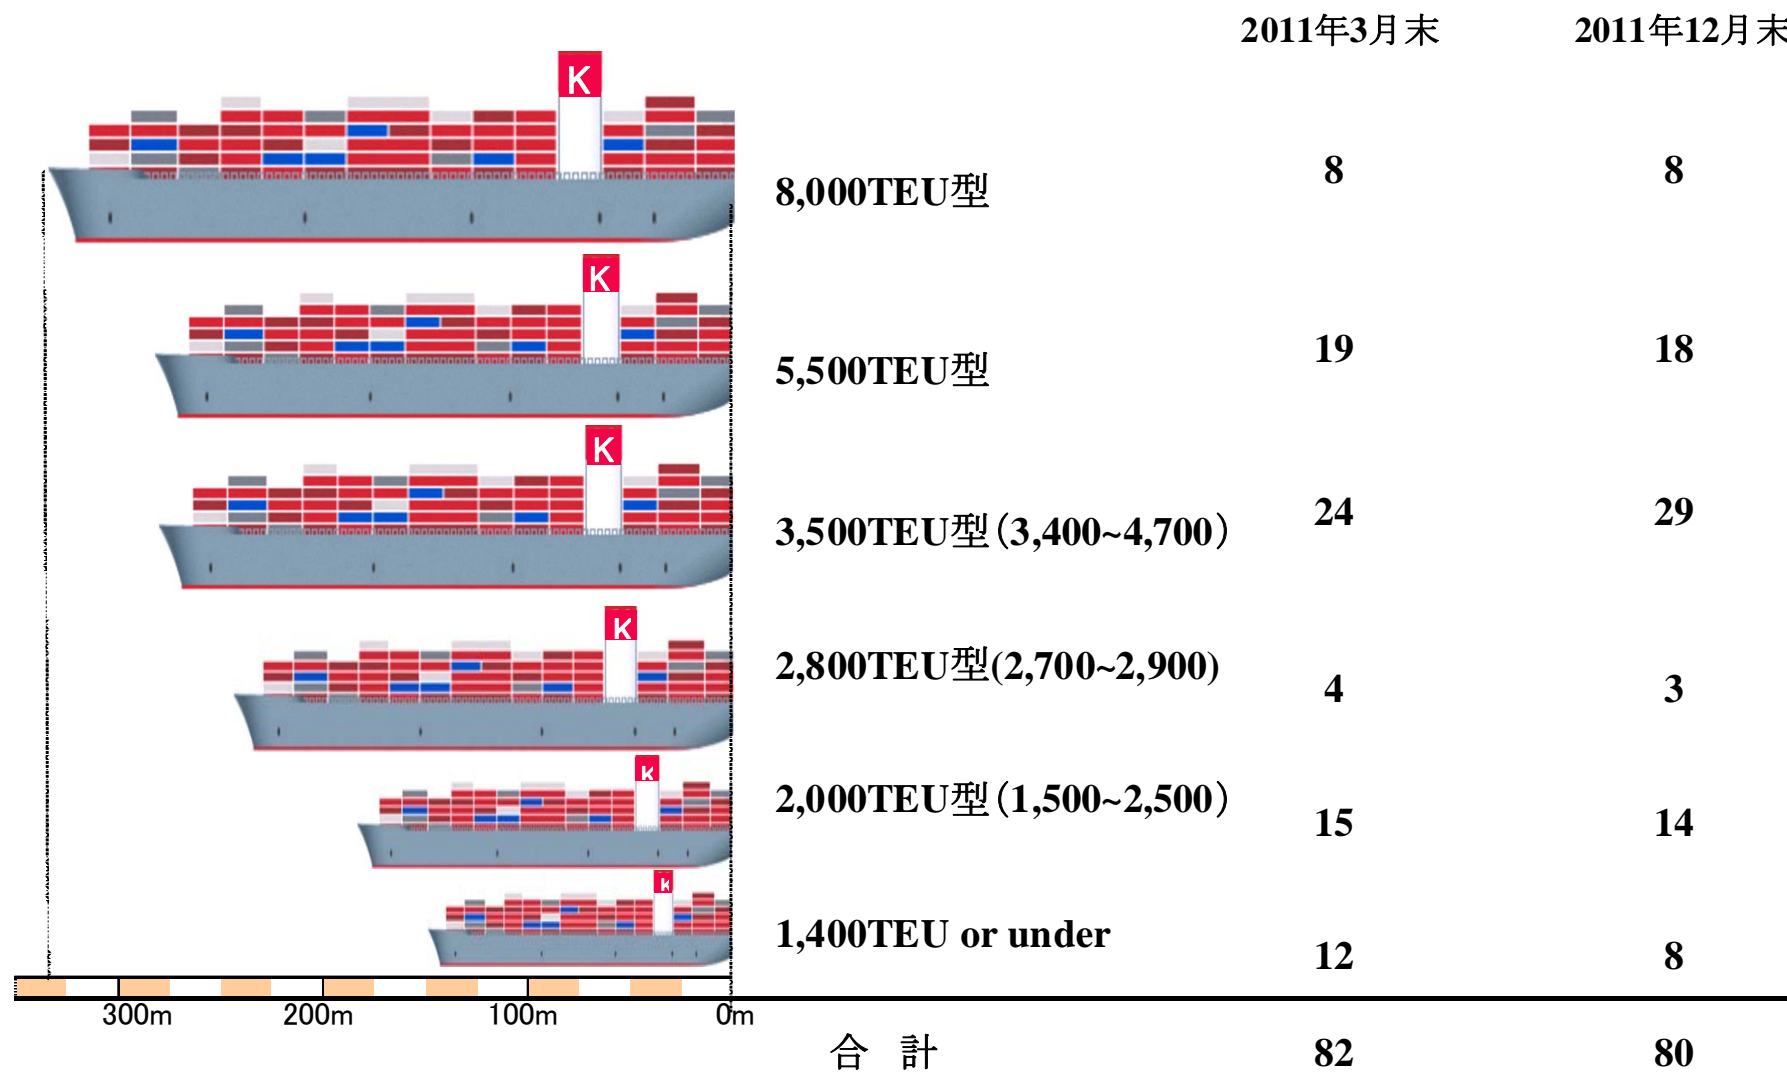 2011年3月末 2011年12月末
K
8,000TEU型 8 8
K
5,500TEU型 19 18
K
3,500TEU型（3,400~4,700） 24 29
K
2,800TEU型(2,700~2,900) 4 3
K
2,000TEU型（1,500~2,500） 15 14
K
1,400TEU or under 12 8
300m 200m 100m 0m
合 計 82 80